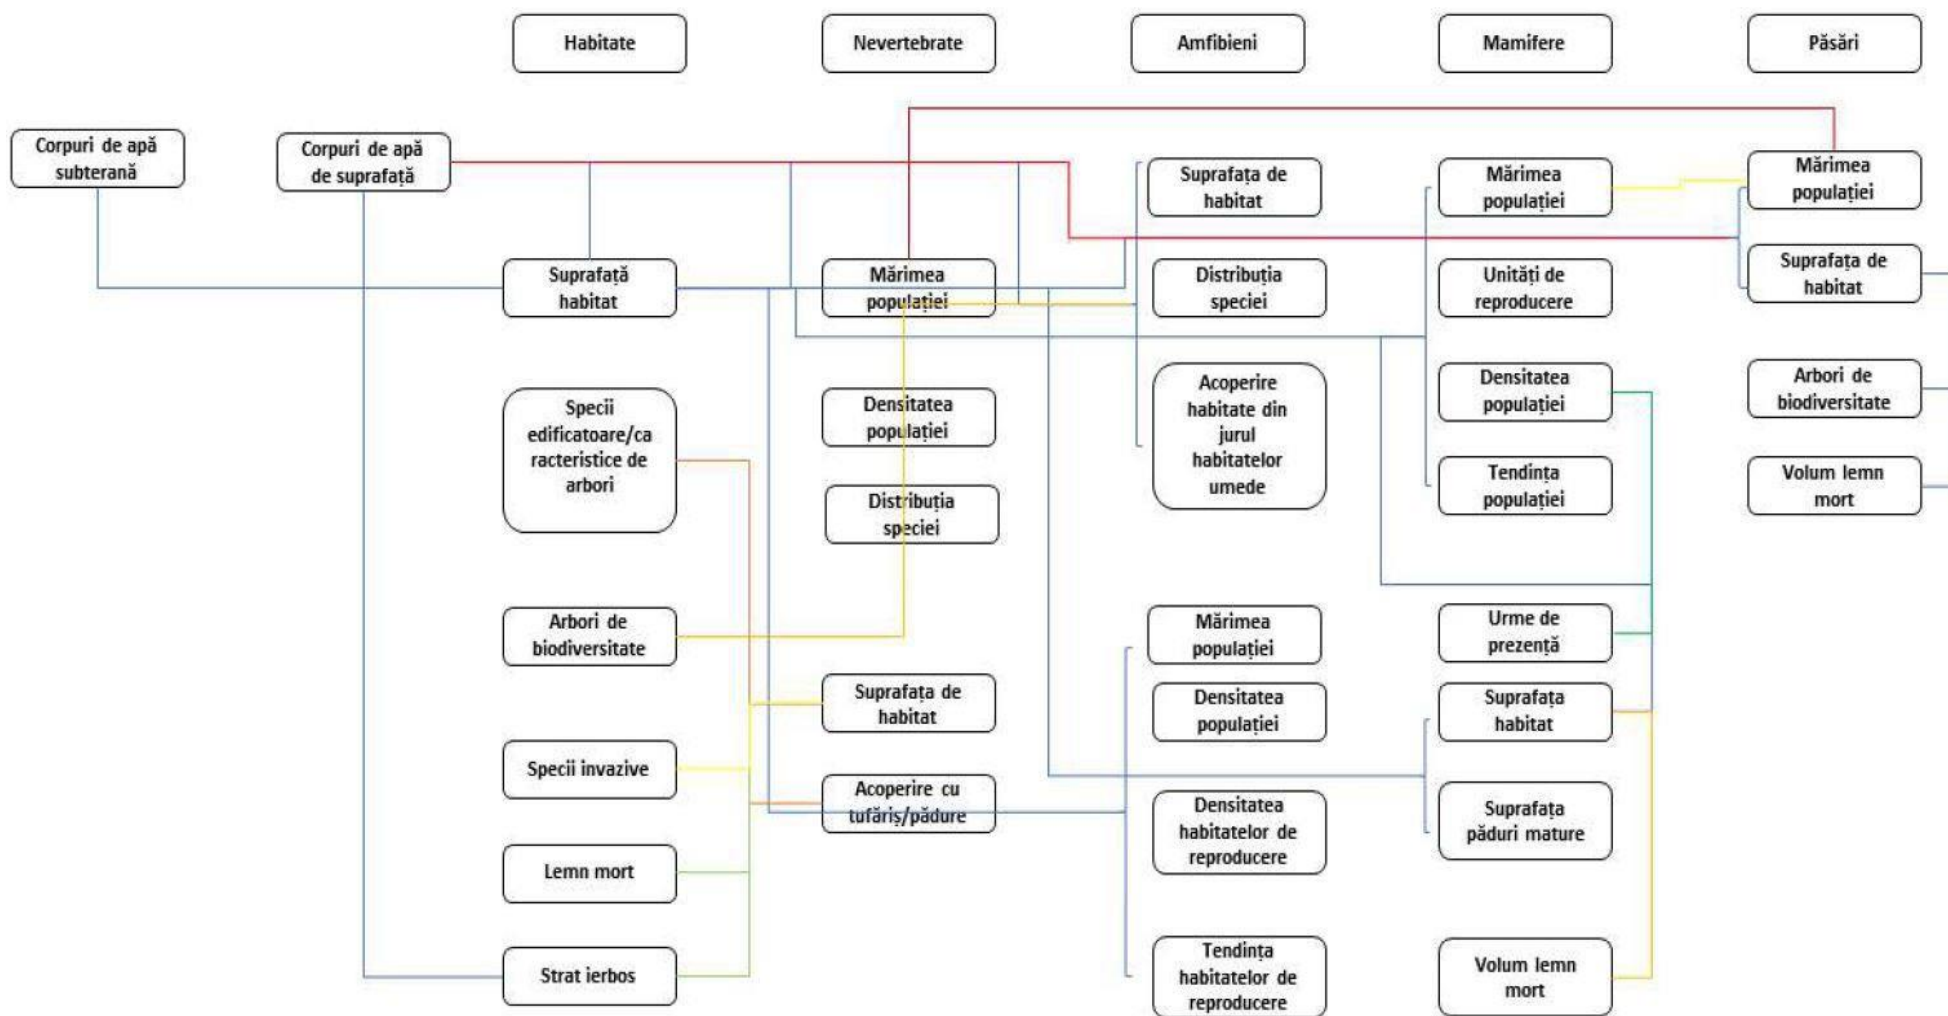 Habitate
Nevertebrate
Amfibieni
Mamifere
Păsări
Corpuri de apă
subterană
Corpuri de apă
de suprafață
Suprafață
habitat
Specii
edificatoare/ca
racteristice de
arbori
Arbori de
biodiversitate
Specii invazive
Lemn mort
Strat ierbos
Mărimea
populației
Densitatea
populației
Distribuția
speciei
Suprafața de
habitat
Acoperire cu
tufăriș/pădure
Suprafața de
habitat
Distribuția
speciei
Acoperire
habitate din
jurul
habitatelor
umede
Mărimea
populației
Densitatea
populației
Densitatea
habitatelor de
reproducere
Tendința
habitatelor de
reproducere
Mărimea
populației
Unități de
reproducere
Densitatea
populației
Tendința
populației
Urme de
prezență
Suprafața
habitat
Suprafața
păduri mature
Volum lemn
mort
Mărimea
populației
Suprafața de
habitat
Arbori de
biodiversitate
Volum lemn
mort